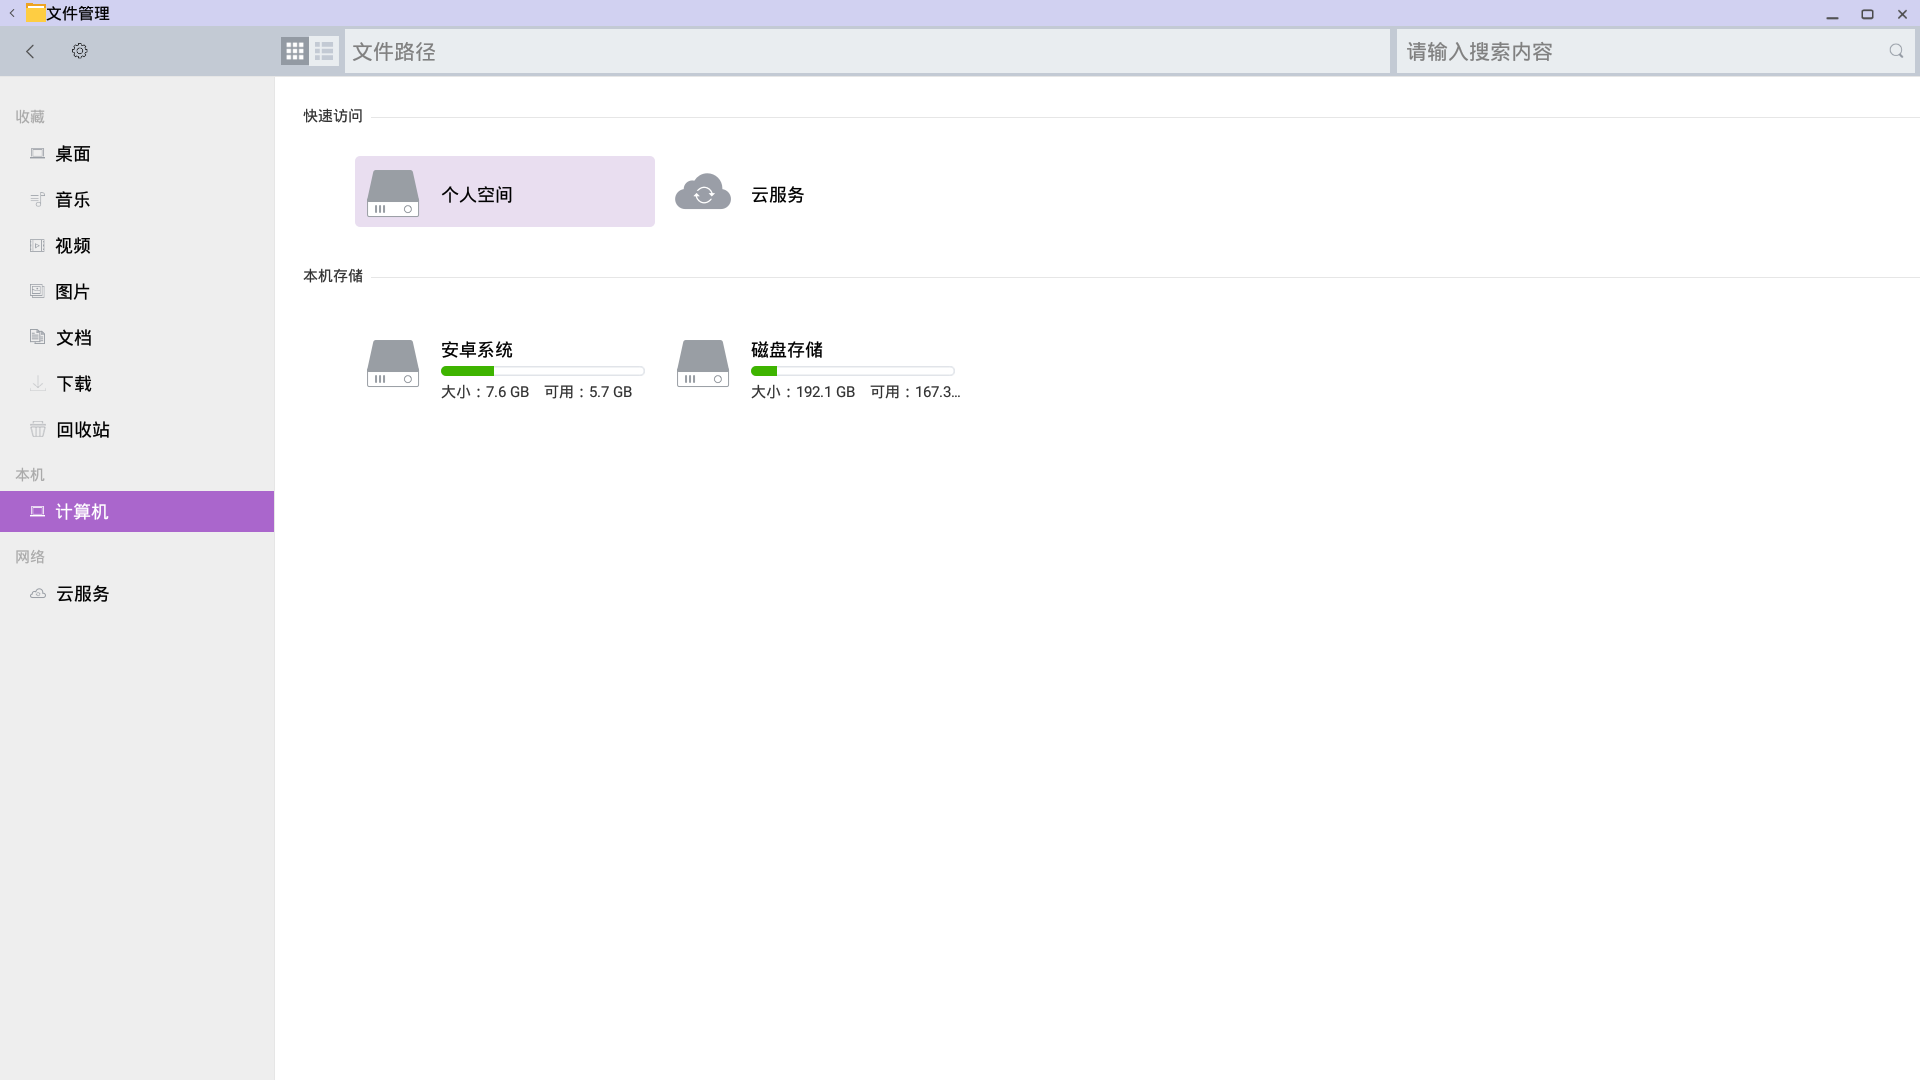 文件管理
文件路径
请输入搜索内容
收藏
桌面
音乐
视频
图片
文档
下载
回收站
本机
计算机
网络
云服务
快速访问
个人空间
云服务
本机存储
安卓系统
大小：7.6 GB 可用：5.7 GB
磁盘存储
大小：192.1 GB 可用：167.3...